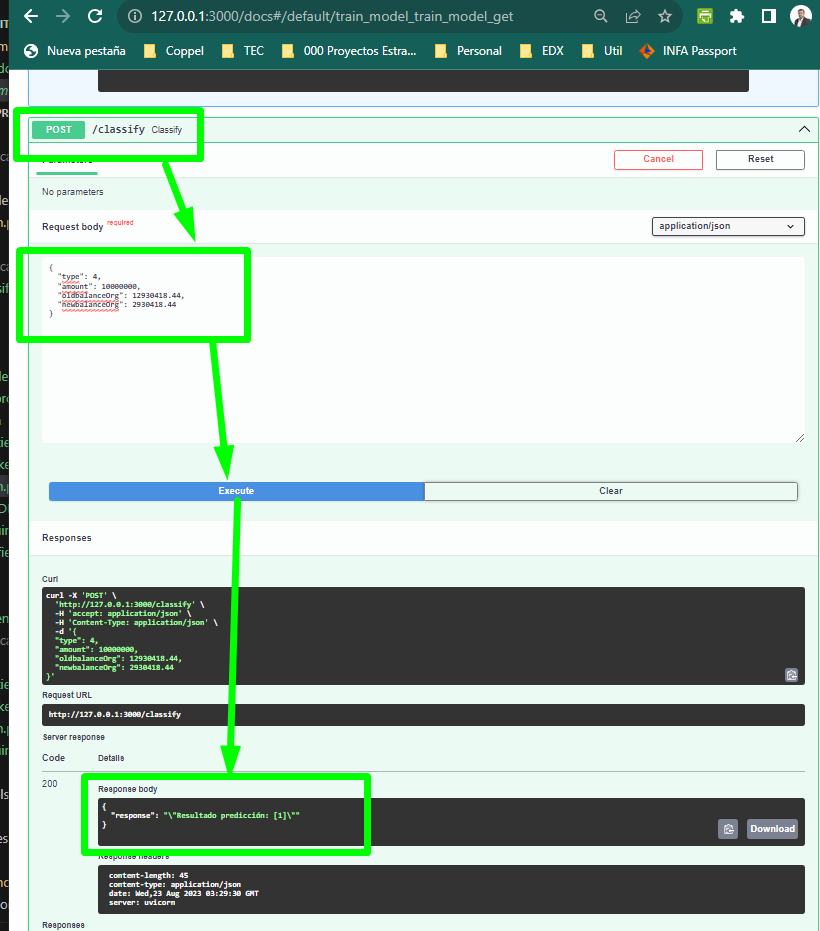 127.0.0.1:3000/docs#/default/train_model_train_model_get
Nueva pestaña Coppel TEC 000 Proyectos Estra... Personal EDX Util INFA Passport
POST /classify Classify
Parameters
Cancel Reset
No parameters
Request body required
application/json
{
"type": 4,
"amount": 10000000,
"oldbalanceOrg": 12930418.44,
"newbalanceOrg": 2930418.44
}
Execute Clear
Responses
Curl
curl -X 'POST' \
'http://127.0.0.1:3000/classify' \
-H 'accept: application/json' \
-H 'Content-Type: application/json' \
-d '{
"type": 4,
"amount": 10000000,
"oldbalanceOrg": 12930418.44,
"newbalanceOrg": 2930418.44
}'
Request URL
http://127.0.0.1:3000/classify
Server response
Code Details
200
Response body
{
"response": "\"Resultado predicción: [1]\""
}
Download
Response headers
content-length: 45
content-type: application/json
date: Wed,23 Aug 2023 03:29:30 GMT
server: uvicorn
Responses